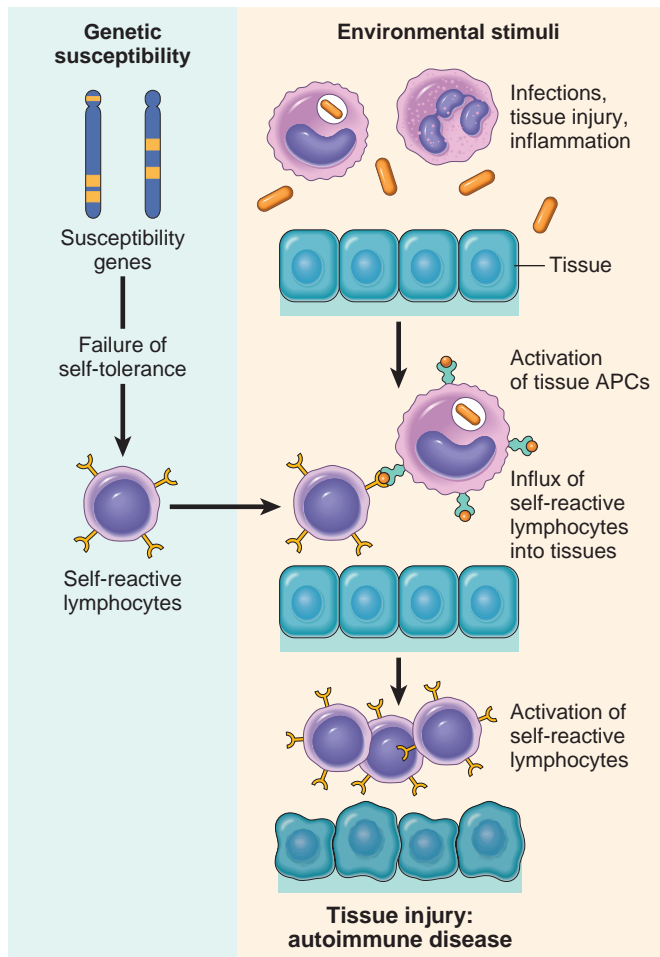 Genetic
susceptibility
Susceptibility
genes
Failure of
self-tolerance
Self-reactive
lymphocytes
Environmental stimuli
Infections,
tissue injury,
inflammation
Tissue
Activation
of tissue APCs
Influx of
self-reactive
lymphocytes
into tissues
Activation of
self-reactive
lymphocytes
Tissue injury:
autoimmune disease